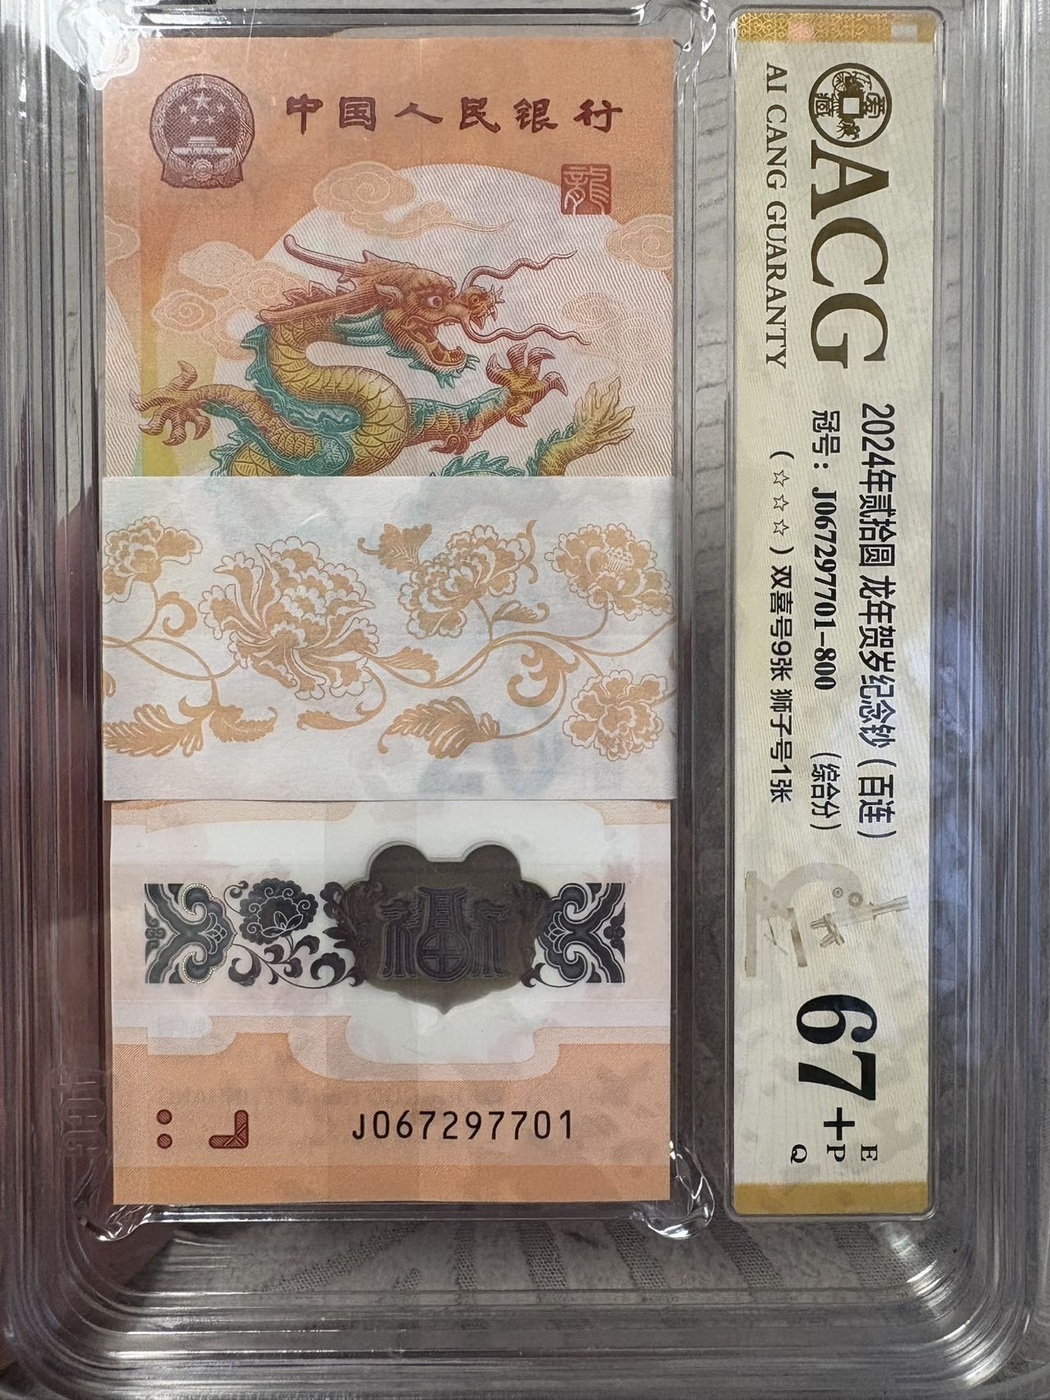 中国人民银行
龍
福
J067297701
ACG
AI CANG GUARANTY
2024年贰拾圆 龙年贺岁纪念钞（百连）
冠号：J067297701-800 （综合分）
（☆☆☆）双喜号9张 狮子号1张
67+
E
P
Q